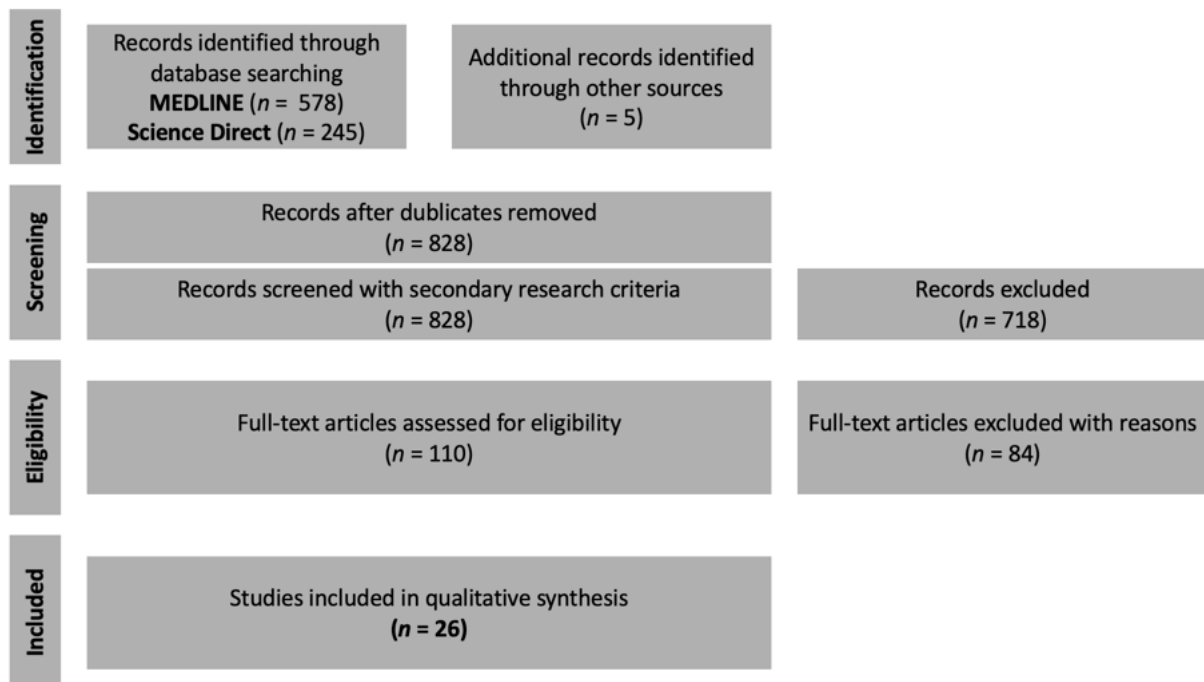 Identification
Records identified through
database searching
MEDLINE (n = 578)
Science Direct (n = 245)
Additional records identified
through other sources
(n = 5)
Screening
Records after dublicates removed
(n = 828)
Records screened with secondary research criteria
(n = 828)
Records excluded
(n = 718)
Eligibility
Full-text articles assessed for eligibility
(n = 110)
Full-text articles excluded with reasons
(n = 84)
Included
Studies included in qualitative synthesis
(n = 26)